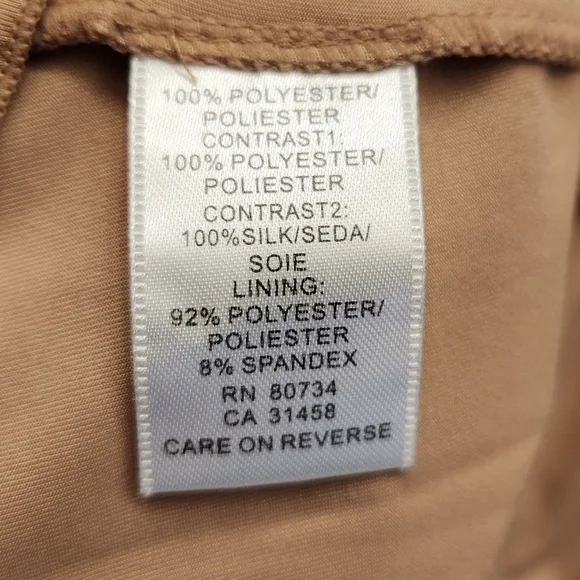 100% POLYESTER/
POLIESTER
CONTRAST1:
100% POLYESTER/
POLIESTER
CONTRAST2:
100%SILK/SEDA/
SOIE
LINING:
92% POLYESTER/
POLIESTER
8% SPANDEX
RN 80734
CA 31458
CARE ON REVERSE